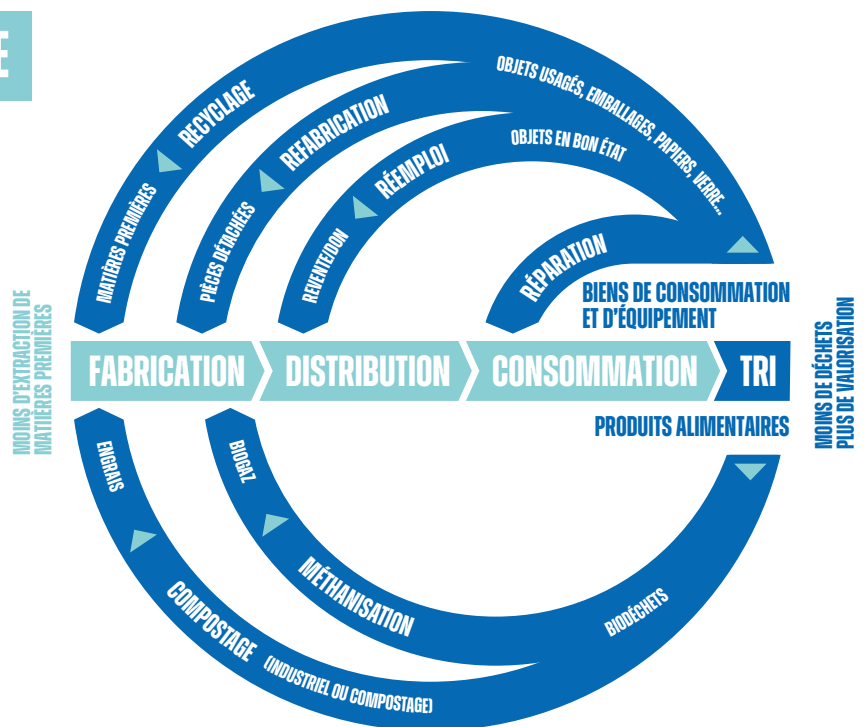 E
RECYCLAGE
MATIÈRES PREMIÈRES
OBJETS USAGÉS, EMBALLAGES, PAPIERS, VERRE...
REFABRICATION
PIÈCES DÉTACHÉES
OBJETS EN BON ÉTAT
RÉEMPLOI
REVENTE/DON
RÉPARATION
BIENS DE CONSOMMATION
ET D'ÉQUIPEMENT
MOINS D'EXTRACTION DE
MATIÈRES PREMIÈRES
FABRICATION
DISTRIBUTION
CONSOMMATION
TRI
MOINS DE DÉCHETS
PLUS DE VALORISATION
PRODUITS ALIMENTAIRES
ENGRAIS
BIOGAZ
MÉTHANISATION
BIODÉCHETS
COMPOSTAGE (INDUSTRIEL OU COMPOSTAGE)